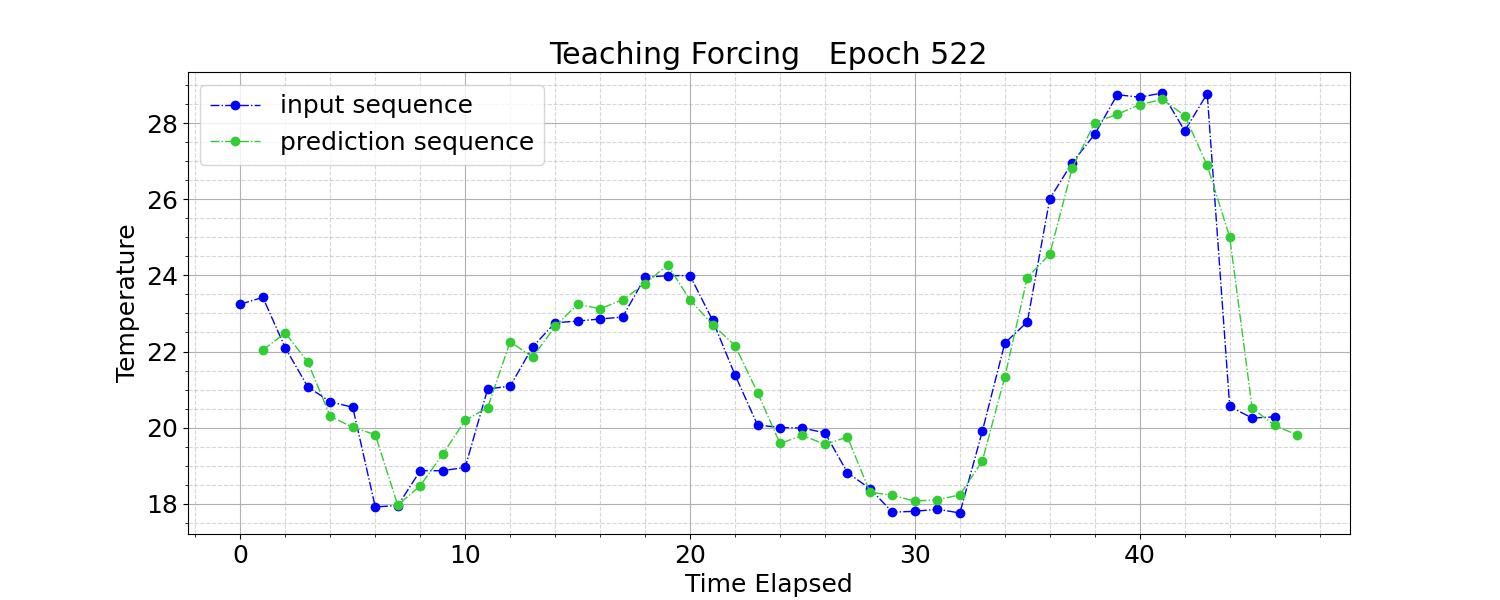 Teaching Forcing   Epoch 522
input sequence
prediction sequence
Temperature
28
26
24
22
20
18
0 10 20 30 40
Time Elapsed